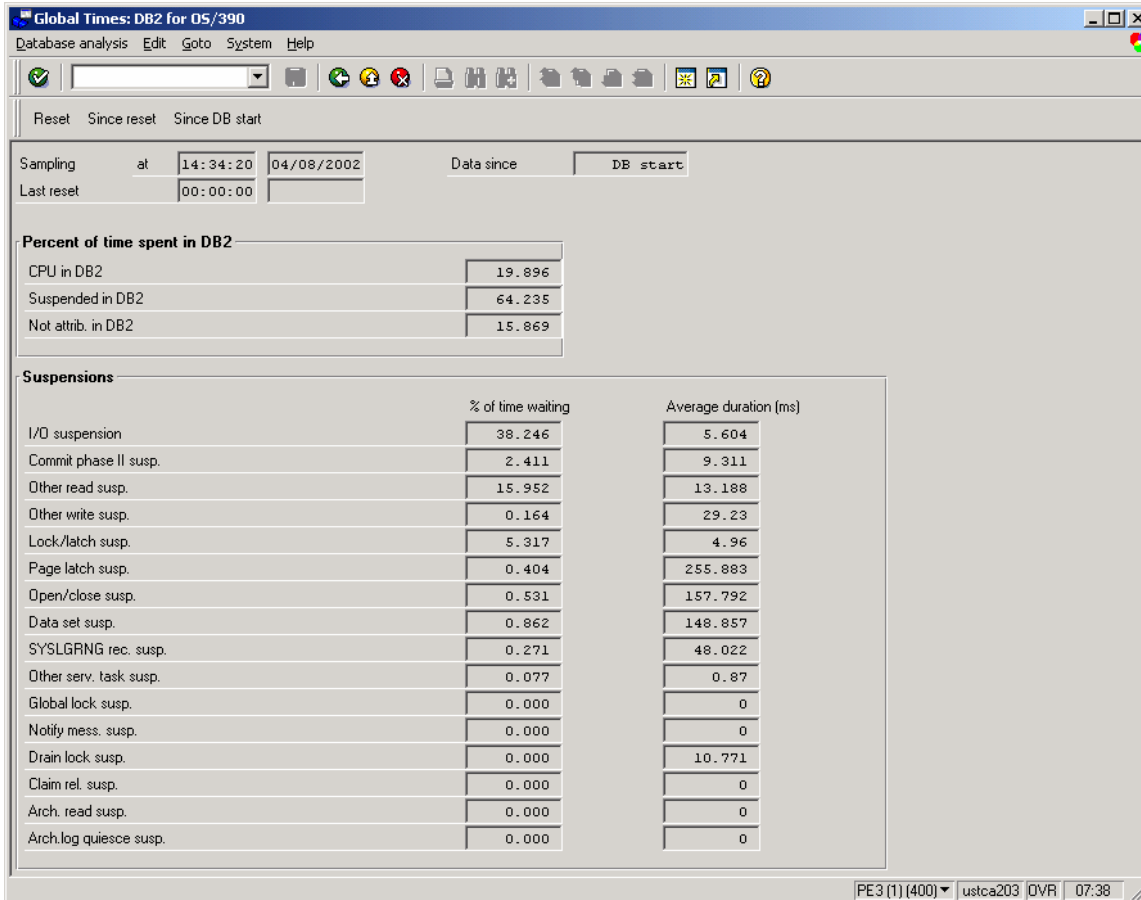 Global Times: DB2 for OS/390
Database analysis Edit Goto System Help
Reset Since reset Since DB start
Sampling at 14:34:20 04/08/2002 Data since DB start
Last reset 00:00:00
Percent of time spent in DB2
CPU in DB2 19.896
Suspended in DB2 64.235
Not attrib. in DB2 15.869
Suspensions
% of time waiting Average duration (ms)
I/O suspension 38.246 5.604
Commit phase II susp. 2.411 9.311
Other read susp. 15.952 13.188
Other write susp. 0.164 29.23
Lock/latch susp. 5.317 4.96
Page latch susp. 0.404 255.883
Open/close susp. 0.531 157.792
Data set susp. 0.862 148.857
SYSLGRNG rec. susp. 0.271 48.022
Other serv. task susp. 0.077 0.87
Global lock susp. 0.000 0
Notify mess. susp. 0.000 0
Drain lock susp. 0.000 10.771
Claim rel. susp. 0.000 0
Arch. read susp. 0.000 0
Arch.log quiesce susp. 0.000 0
PE3 (1) (400) ustca203 OVR 07:38